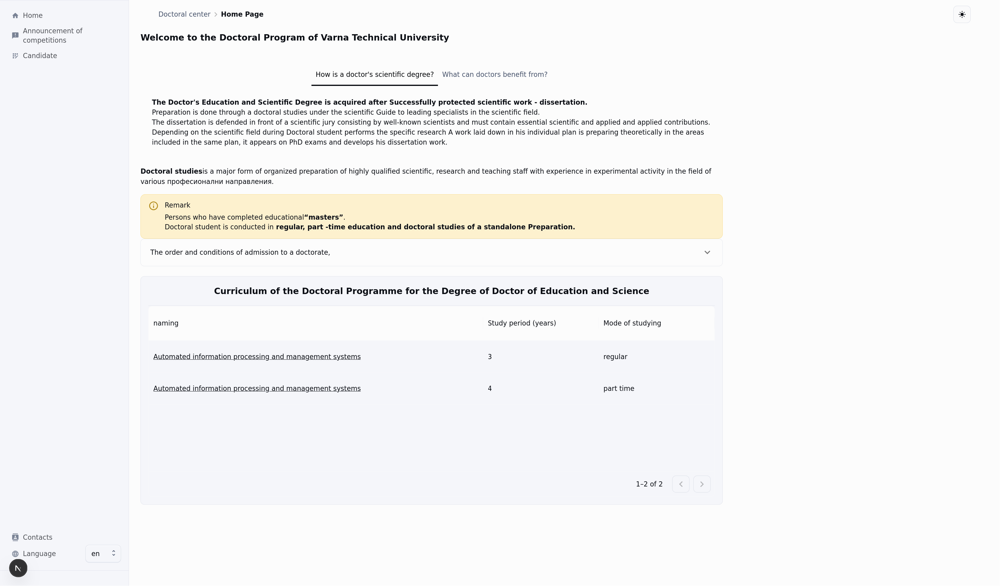 Home
Announcement of
competitions
Candidate
Doctoral center
Home Page
Welcome to the Doctoral Program of Varna Technical University
How is a doctor's scientific degree?
What can doctors benefit from?
The Doctor's Education and Scientific Degree is acquired after Successfully protected scientific work - dissertation.
Preparation is done through a doctoral studies under the scientific Guide to leading specialists in the scientific field.
The dissertation is defended in front of a scientific jury consisting by well-known scientists and must contain essential scientific and applied and applied contributions.
Depending on the scientific field during Doctoral student performs the specific research A work laid down in his individual plan is preparing theoretically in the areas
included in the same plan, it appears on PhD exams and develops his dissertation work.
Doctoral studiesis a major form of organized preparation of highly qualified scientific, research and teaching staff with experience in experimental activity in the field of
various професионални направления.
Remark
Persons who have completed educational“masters”.
Doctoral student is conducted in regular, part -time education and doctoral studies of a standalone Preparation.
The order and conditions of admission to a doctorate,
Curriculum of the Doctoral Programme for the Degree of Doctor of Education and Science
naming
Study period (years)
Mode of studying
Automated information processing and management systems
3
regular
Automated information processing and management systems
4
part time
1–2 of 2
Contacts
Language
en
N